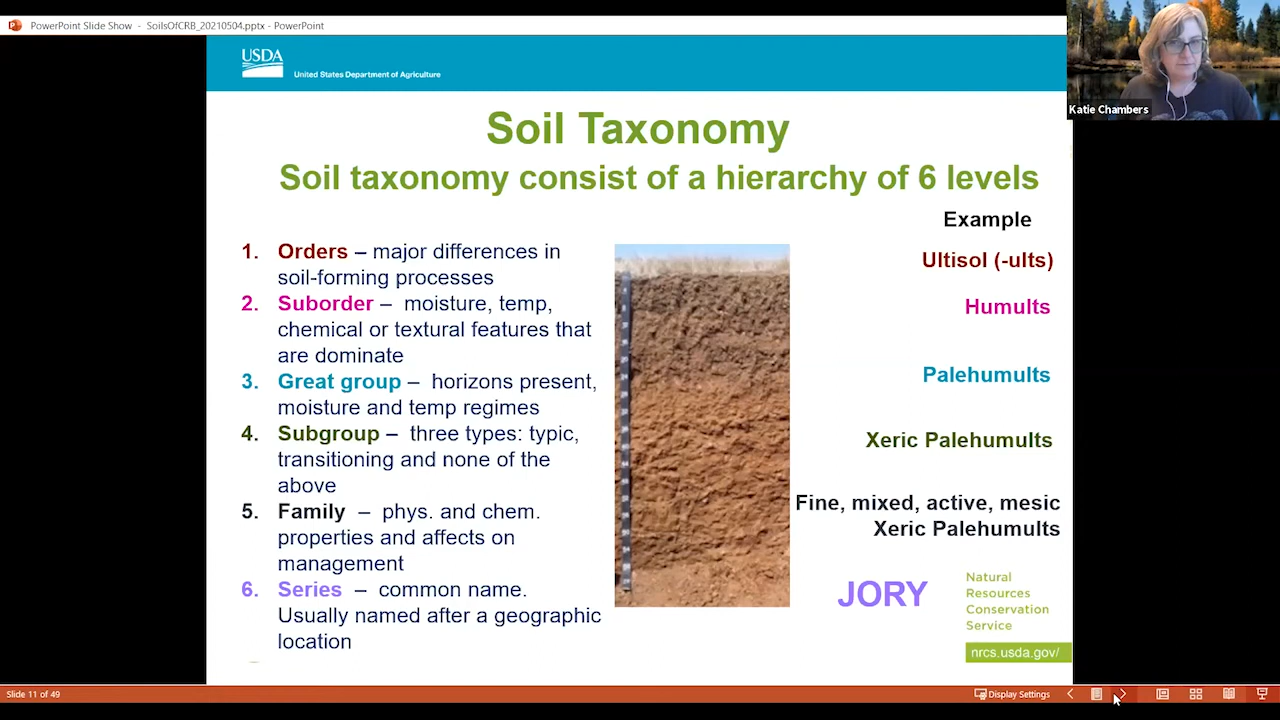 PowerPoint Slide Show - SoilsOfCRB_20210504.pptx - PowerPoint
USDA
United States Department of Agriculture
Katie Chambers
Soil Taxonomy
Soil taxonomy consist of a hierarchy of 6 levels
Example
1. Orders – major differences in
soil-forming processes
2. Suborder – moisture, temp,
chemical or textural features that
are dominate
3. Great group – horizons present,
moisture and temp regimes
4. Subgroup – three types: typic,
transitioning and none of the
above
5. Family – phys. and chem.
properties and affects on
management
6. Series – common name.
Usually named after a geographic
location
Ultisol (-ults)
Humults
Palehumults
Xeric Palehumults
Fine, mixed, active, mesic
Xeric Palehumults
JORY
Natural
Resources
Conservation
Service
nrcs.usda.gov/
Slide 11 of 49
Display Settings